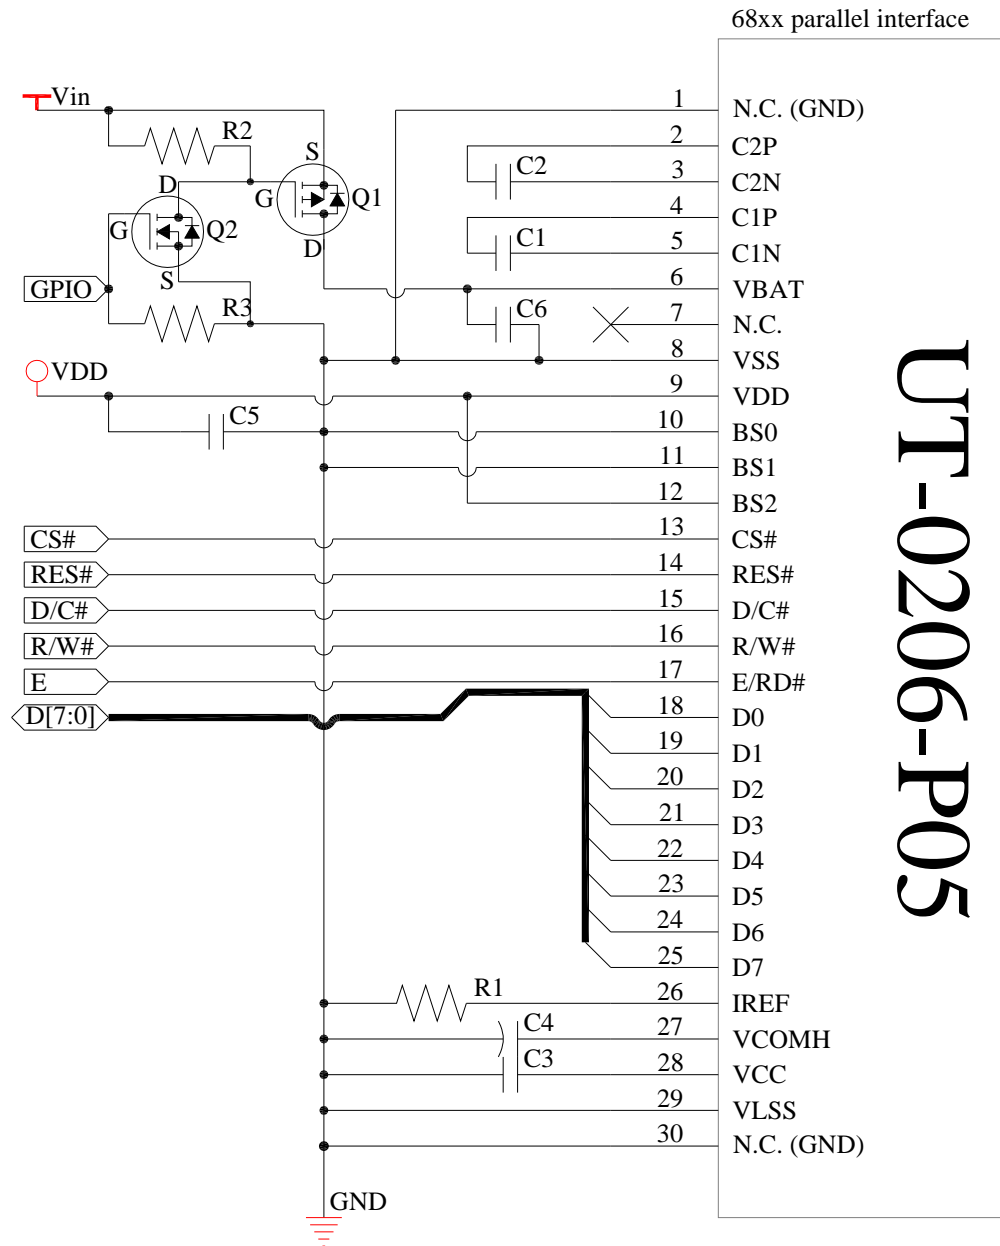 68xx parallel interface
Vin
R2
S
D
G
Q1
G
Q2
D
S
GPIO
R3
VDD
C5
C2
C1
C6
1 N.C. (GND)
2 C2P
3 C2N
4 C1P
5 C1N
6 VBAT
7 N.C.
8 VSS
9 VDD
10 BS0
11 BS1
12 BS2
CS# 13 CS#
RES# 14 RES#
D/C# 15 D/C#
R/W# 16 R/W#
E 17 E/RD#
D[7:0] 18 D0
19 D1
20 D2
21 D3
22 D4
23 D5
24 D6
25 D7
R1 26 IREF
C4 27 VCOMH
C3 28 VCC
29 VLSS
30 N.C. (GND)
GND
UT-0206-P05